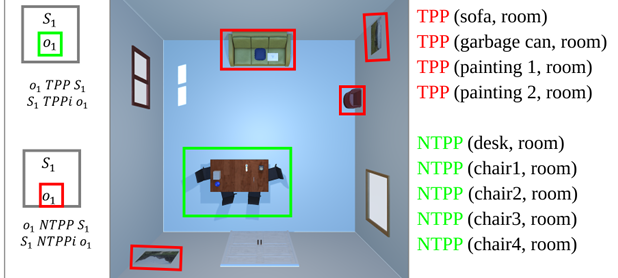 S₁
o₁
o₁ TPP S₁
S₁ TPPi o₁
S₁
o₁
o₁ NTPP S₁
S₁ NTPPi o₁
TPP (sofa, room)
TPP (garbage can, room)
TPP (painting 1, room)
TPP (painting 2, room)
NTPP (desk, room)
NTPP (chair1, room)
NTPP (chair2, room)
NTPP (chair3, room)
NTPP (chair4, room)